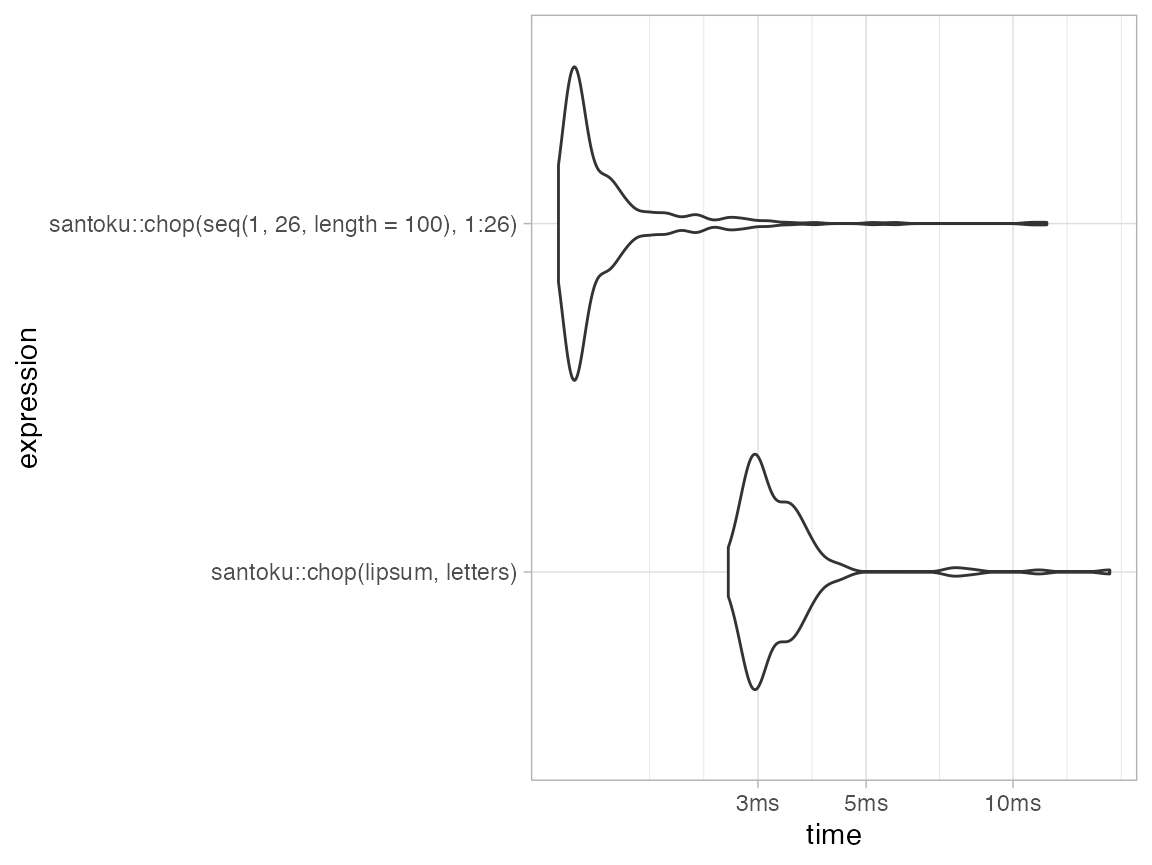 expression
santoku::chop(seq(1, 26, length = 100), 1:26)
santoku::chop(lipsum, letters)
3ms
5ms
10ms
time